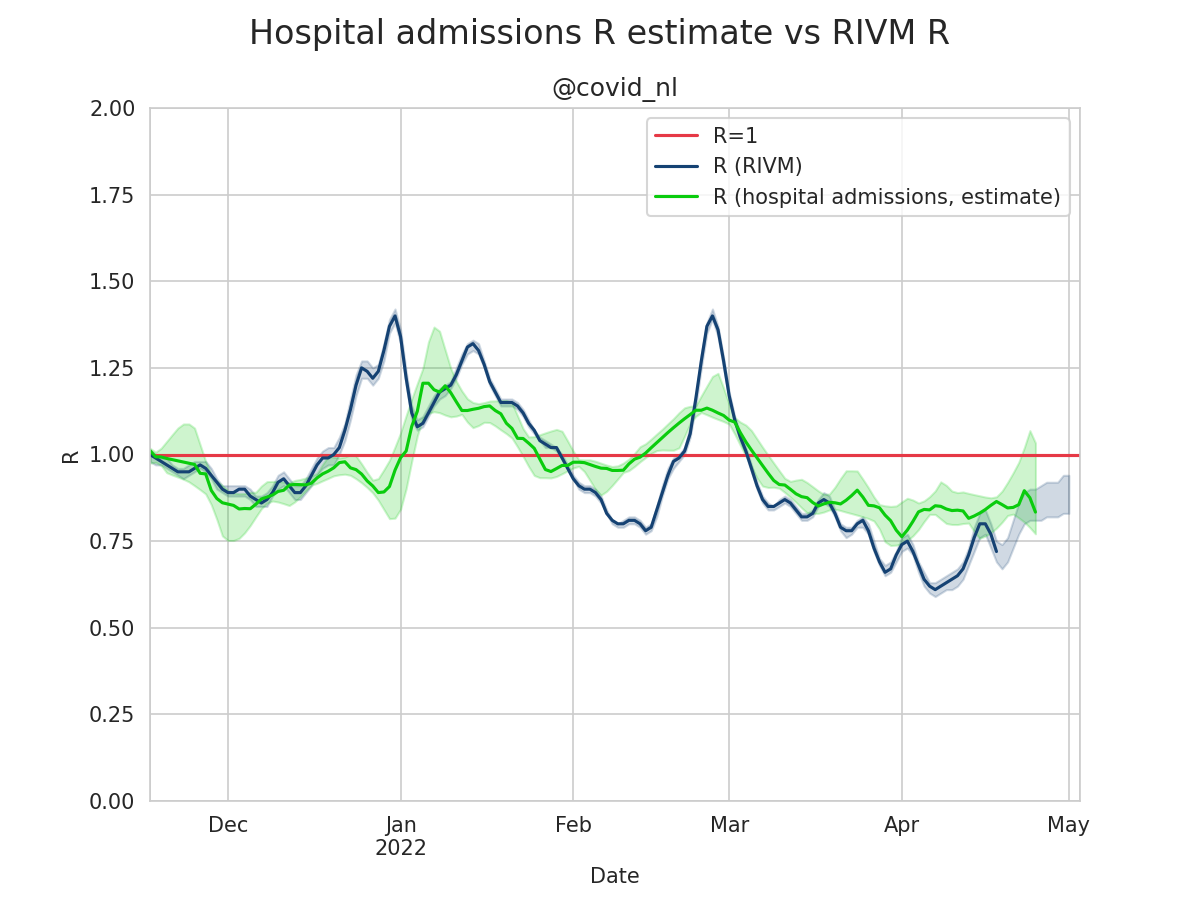 Hospital admissions R estimate vs RIVM R
@covid_nl
R=1
R (RIVM)
R (hospital admissions, estimate)
2.00
1.75
1.50
1.25
1.00
0.75
0.50
0.25
0.00
R
Dec
Jan
2022
Feb
Mar
Apr
May
Date